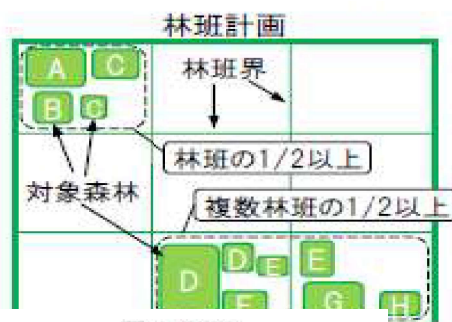 林班計画
A C
林班界
B C
林班の1/2以上
対象森林
複数林班の1/2以上
D E E
D
G H